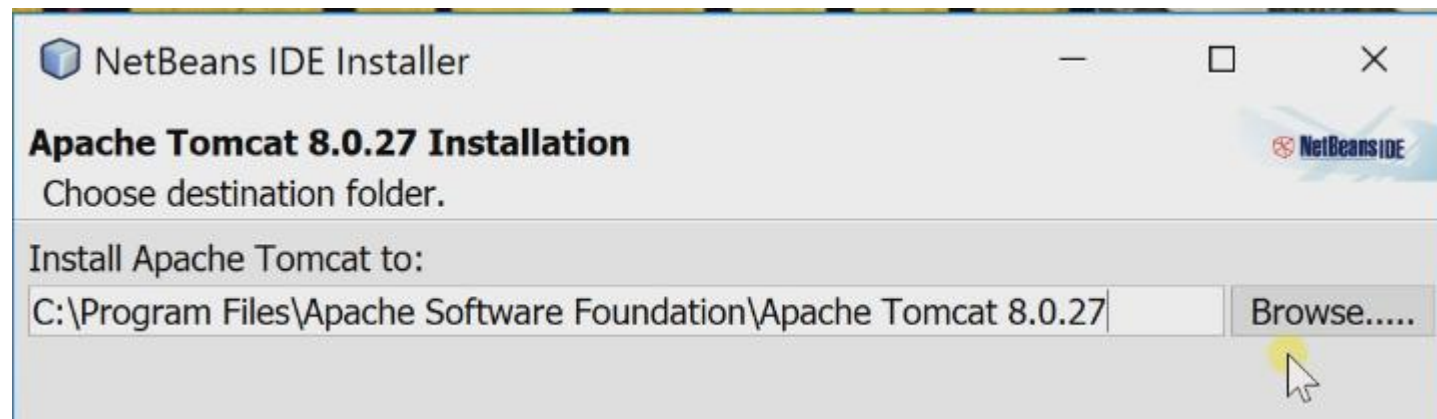 NetBeans IDE Installer
Apache Tomcat 8.0.27 Installation
NetBeans IDE
Choose destination folder.
Install Apache Tomcat to:
C:\Program Files\Apache Software Foundation\Apache Tomcat 8.0.27
Browse.....